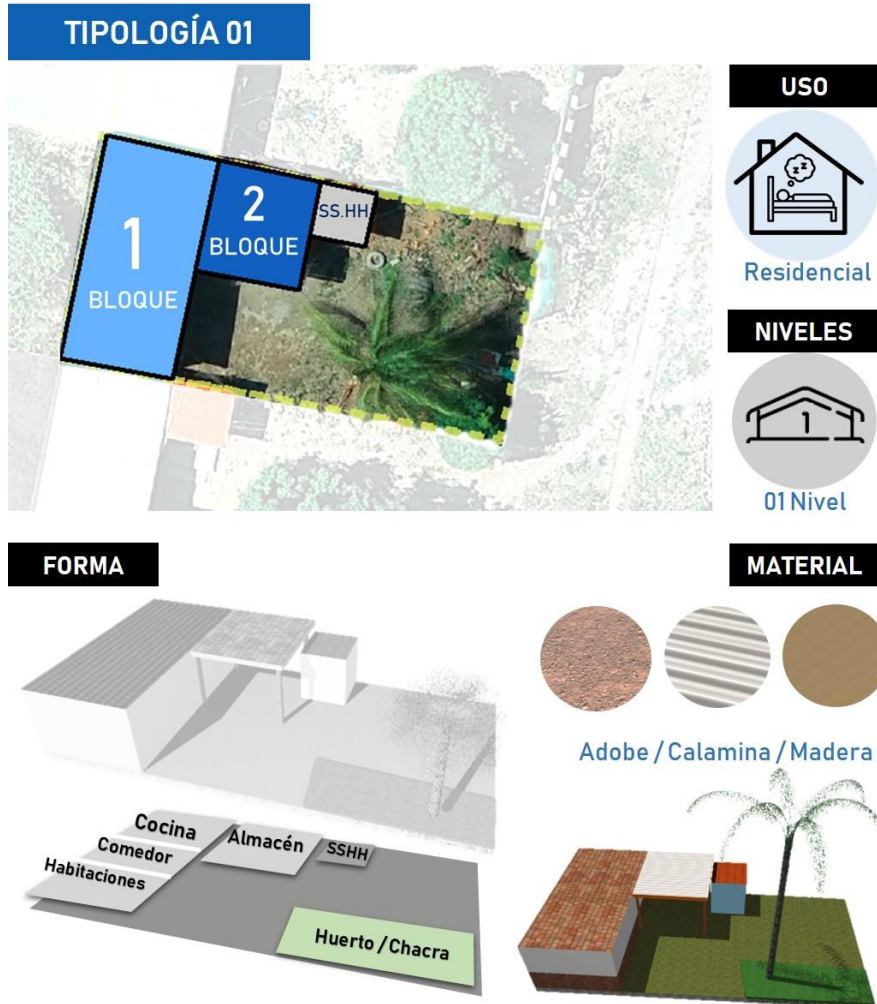 TIPOLOGÍA 01
USO
Residencial
NIVELES
1
01 Nivel
1
BLOQUE
2
BLOQUE
SS.HH
FORMA
Cocina
Comedor
Habitaciones
Almacén
SSHH
Huerto / Chacra
MATERIAL
Adobe / Calamina / Madera